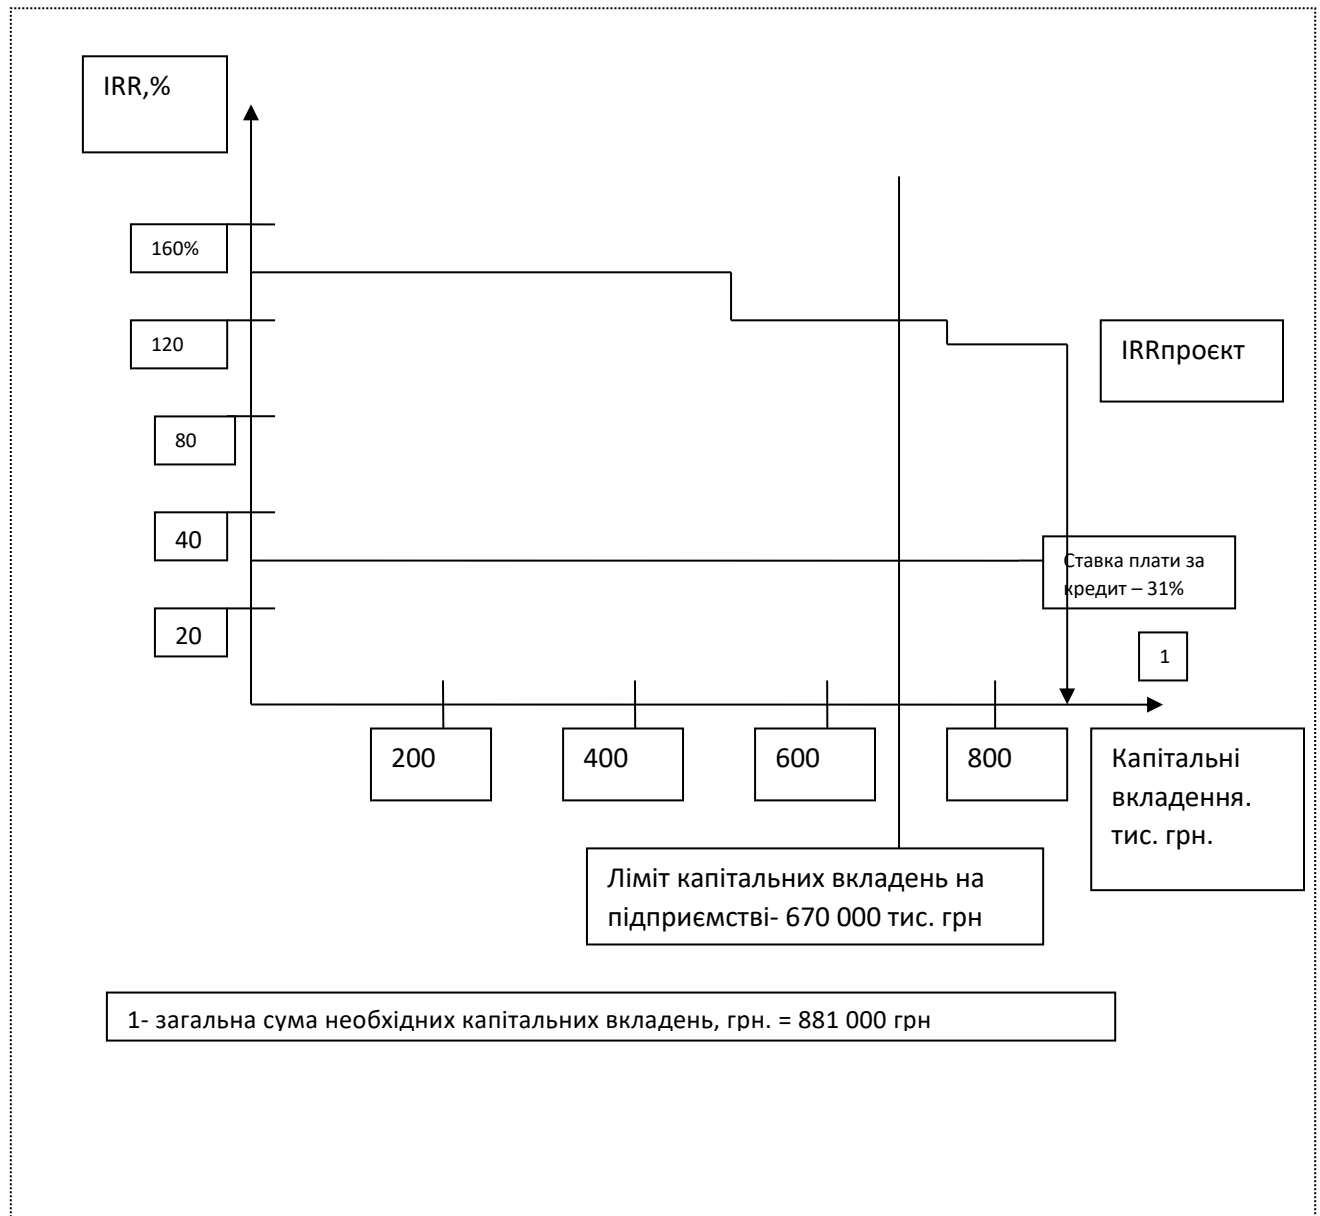 IRR,%
160%
120
IRRпроєкт
80
40
Ставка плати за
кредит – 31%
20
1
200
400
600
800
Капітальні
вкладення.
тис. грн.
Ліміт капітальних вкладень на
підприємстві- 670 000 тис. грн
1- загальна сума необхідних капітальних вкладень, грн. = 881 000 грн